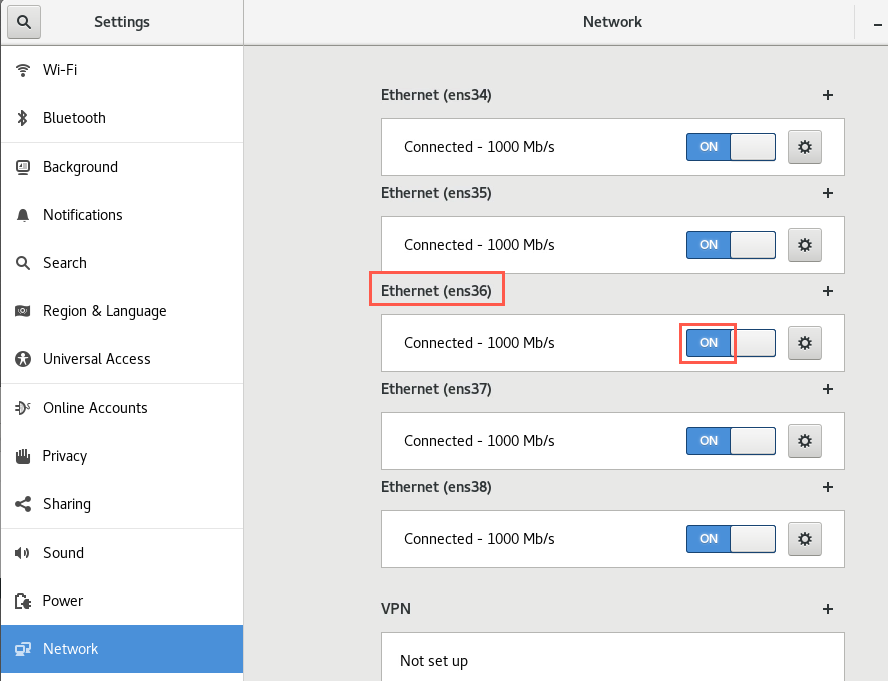 Settings
Network
Wi-Fi
Bluetooth
Background
Notifications
Search
Region & Language
Universal Access
Online Accounts
Privacy
Sharing
Sound
Power
Network
Ethernet (ens34)
Connected - 1000 Mb/s ON
Ethernet (ens35)
Connected - 1000 Mb/s ON
Ethernet (ens36)
Connected - 1000 Mb/s ON
Ethernet (ens37)
Connected - 1000 Mb/s ON
Ethernet (ens38)
Connected - 1000 Mb/s ON
VPN
Not set up